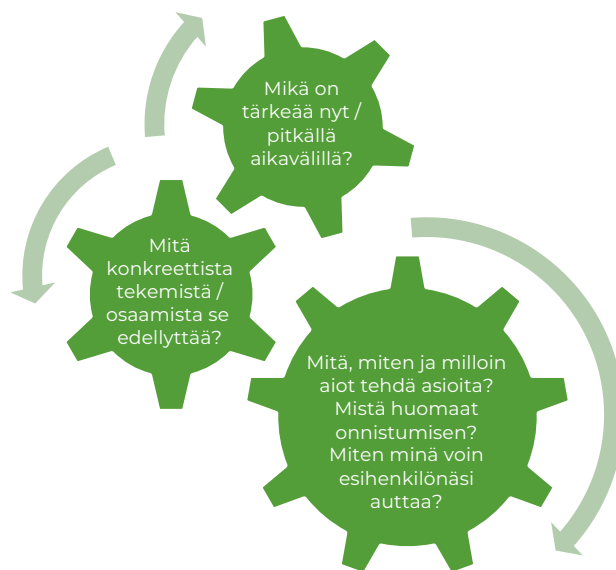 Mikä on
tärkeää nyt /
pitkällä
aikavälillä?
Mitä
konkreettista
tekemistä /
osaamista se
edellyttää?
Mitä, miten ja milloin
aiot tehdä asioita?
Mistä huomaat
onnistumisen?
Miten minä voin
esihenkilönäsi
auttaa?